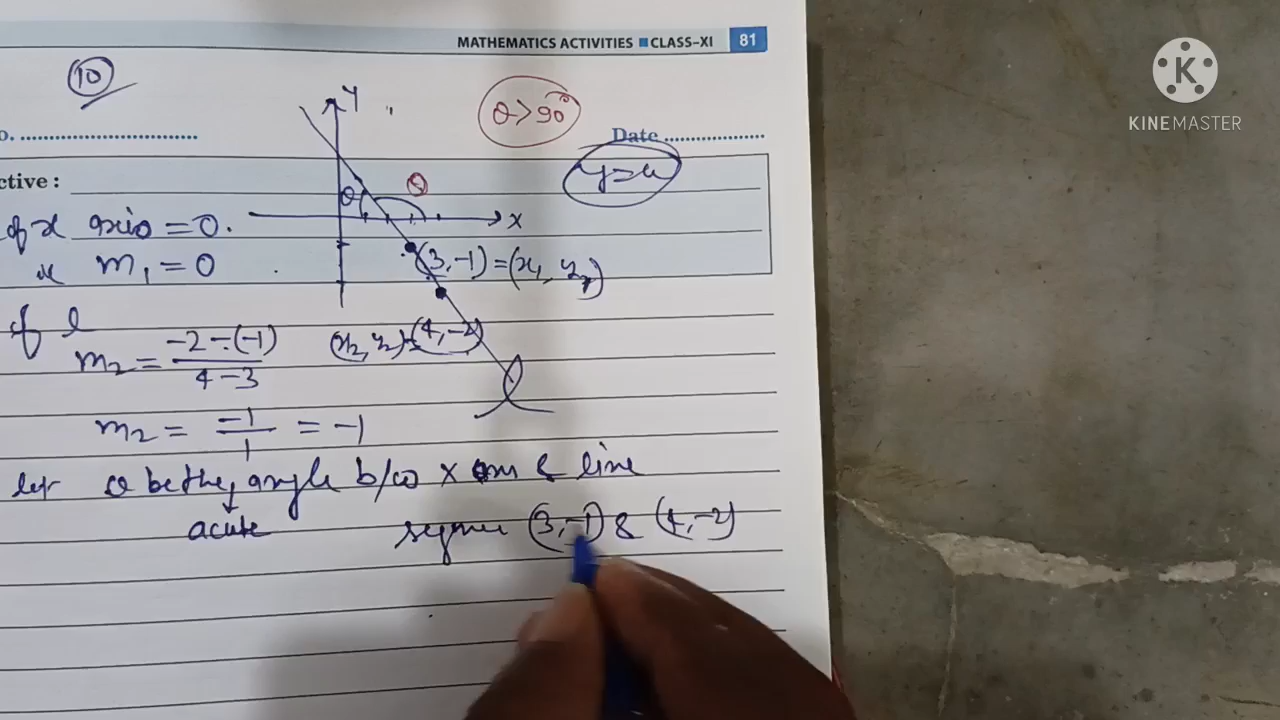 MATHEMATICS ACTIVITIES ■ CLASS–XI 81
K
KINEMASTER
10
Y
θ > 90°
o. ........................................
Date ....................
ctive :
θ
θ
of x axis = 0.
X
m₁ = 0
(3,-1) = (x₁, y₁)
of l
m₂ = -2-(-1)/4-3
(x₂, y₂) = (4,-2)
l
m₂ = -1/1 = -1
let θ be the angle b/w x & line
acute
(3,-1) & (4,-2)